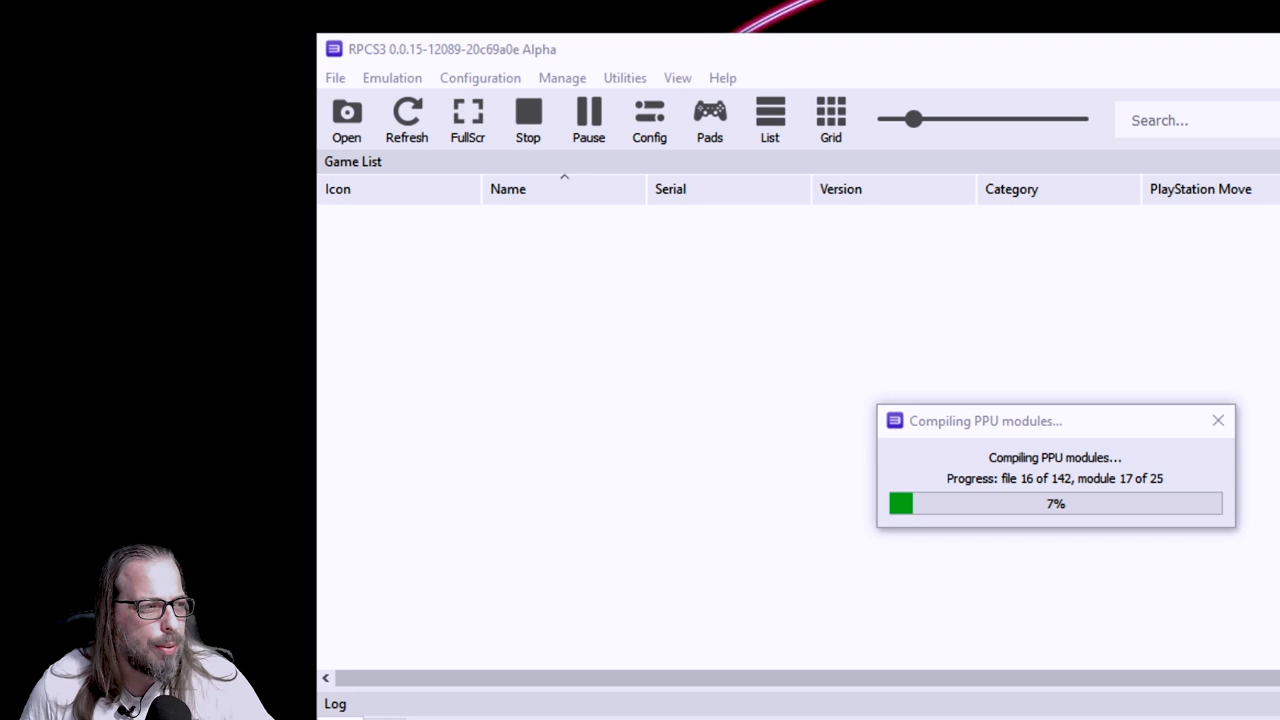 RPCS3 0.0.15-12089-20c69a0e Alpha
File Emulation Configuration Manage Utilities View Help
Open Refresh FullScr Stop Pause Config Pads List Grid
Search...
Game List
Icon Name Serial Version Category PlayStation Move
Compiling PPU modules...
Compiling PPU modules...
Progress: file 16 of 142, module 17 of 25
7%
Log